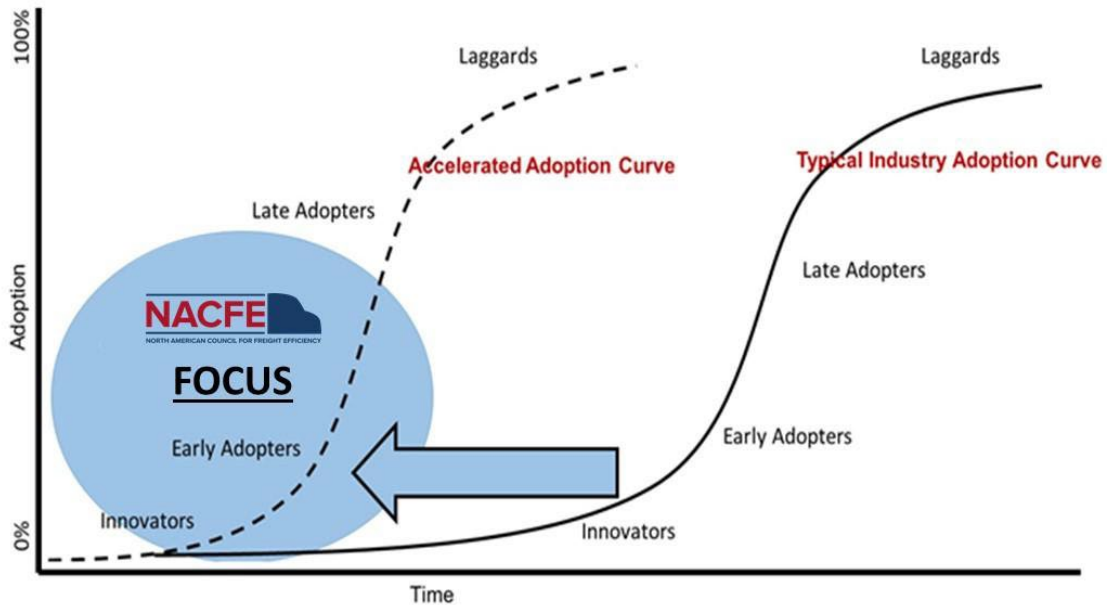 100%
Laggards
Laggards
Accelerated Adoption Curve
Typical Industry Adoption Curve
Late Adopters
Late Adopters
NACFE
NORTH AMERICAN COUNCIL FOR FREIGHT EFFICIENCY
FOCUS
Adoption
Early Adopters
Early Adopters
Innovators
Innovators
0%
Time